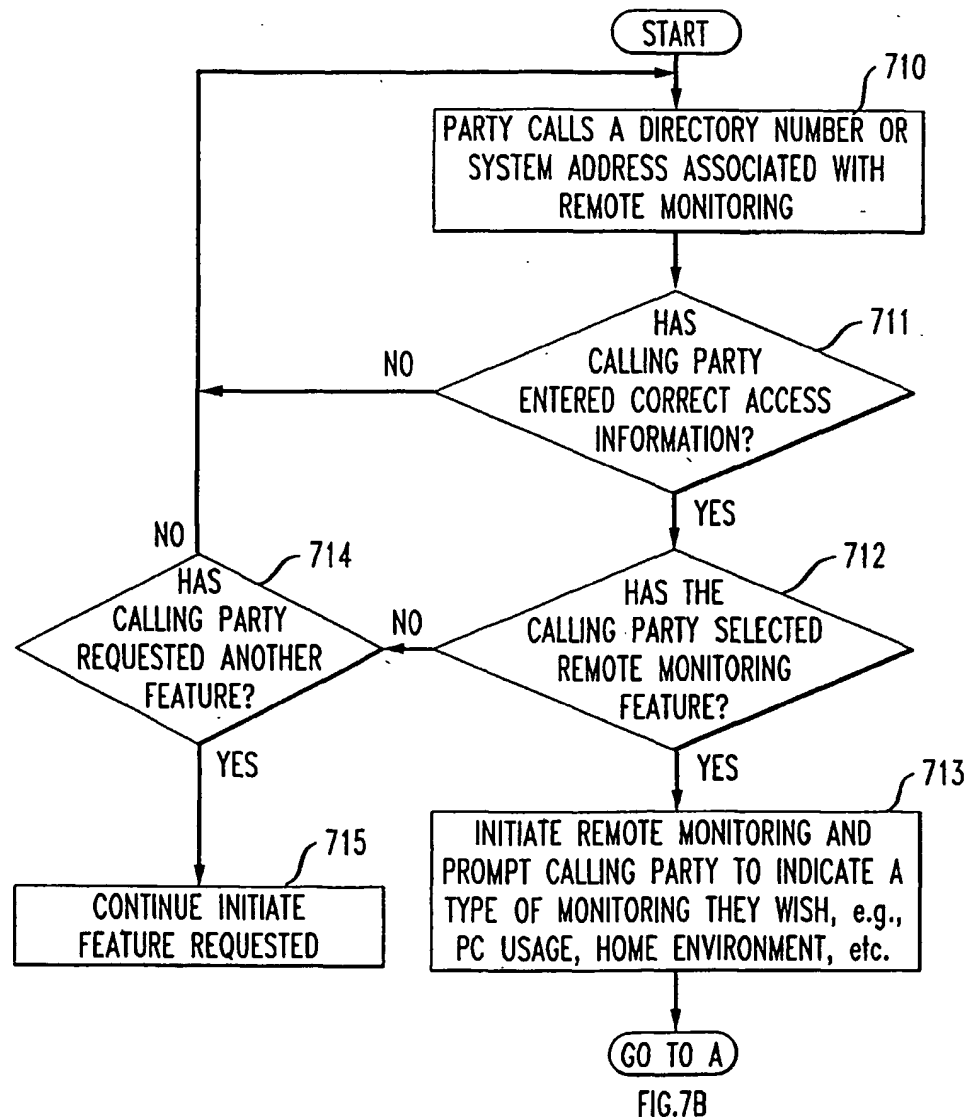 START
710
PARTY CALLS A DIRECTORY NUMBER OR
SYSTEM ADDRESS ASSOCIATED WITH
REMOTE MONITORING
711
HAS
CALLING PARTY
ENTERED CORRECT ACCESS
INFORMATION?
NO
YES
712
HAS THE
CALLING PARTY SELECTED
REMOTE MONITORING
FEATURE?
NO
YES
NO
714
HAS
CALLING PARTY
REQUESTED ANOTHER
FEATURE?
YES
715
CONTINUE INITIATE
FEATURE REQUESTED
713
INITIATE REMOTE MONITORING AND
PROMPT CALLING PARTY TO INDICATE A
TYPE OF MONITORING THEY WISH, e.g.,
PC USAGE, HOME ENVIRONMENT, etc.
GO TO A
FIG.7B